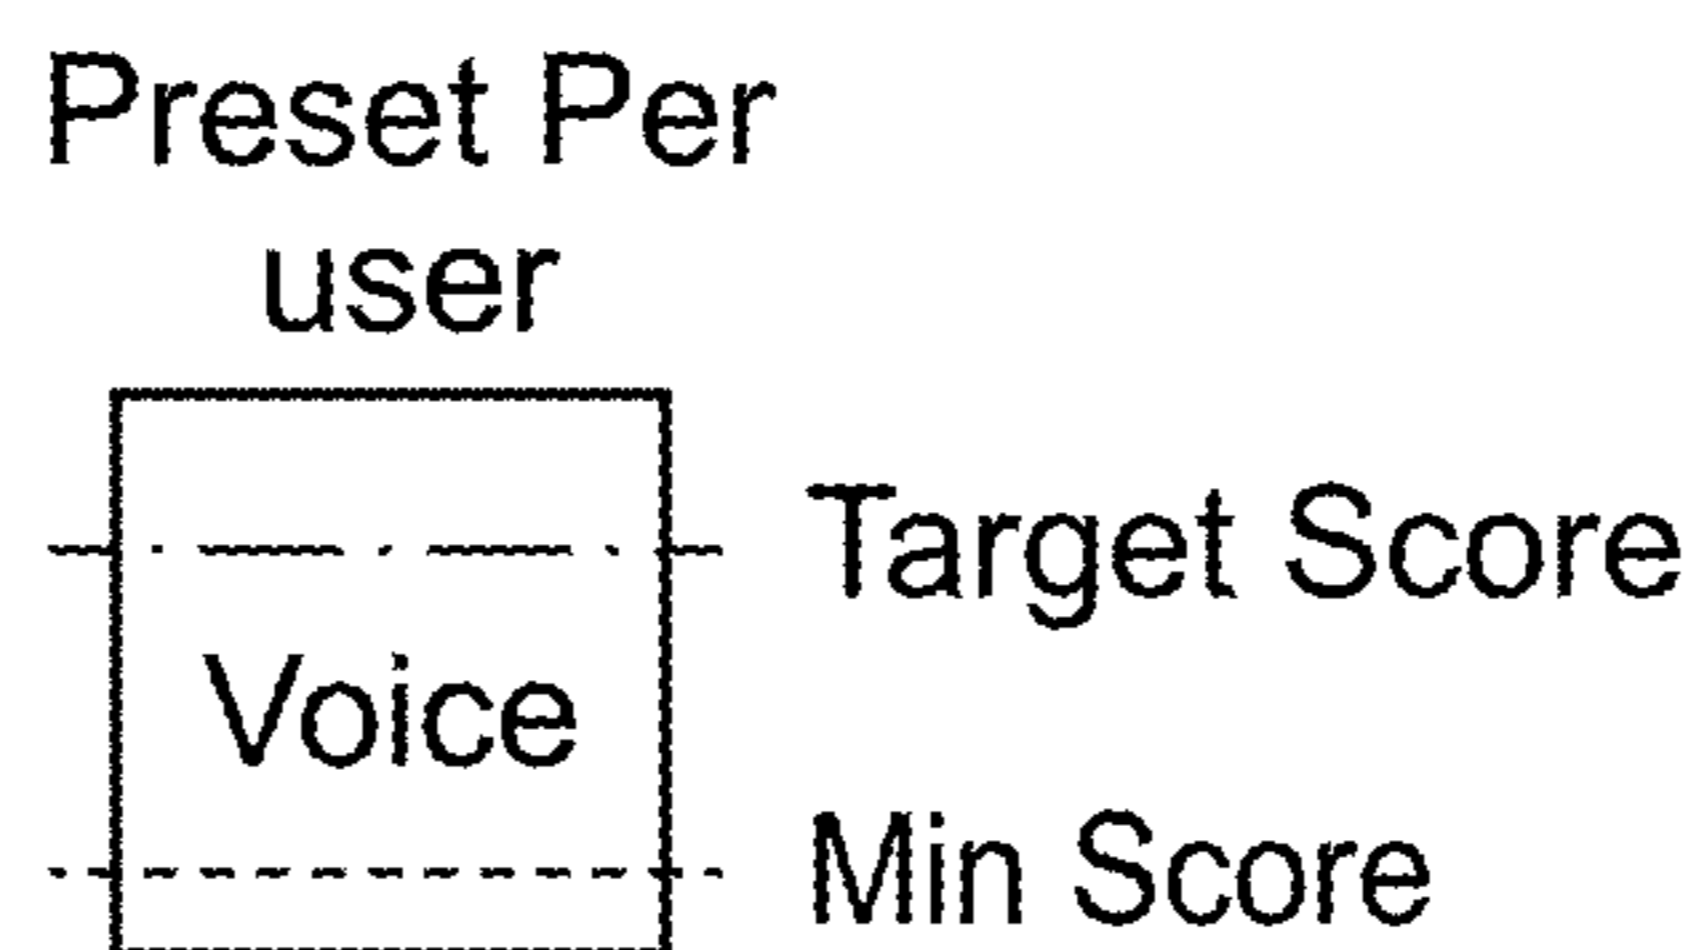 Preset Per
user
Target Score
Voice
Min Score